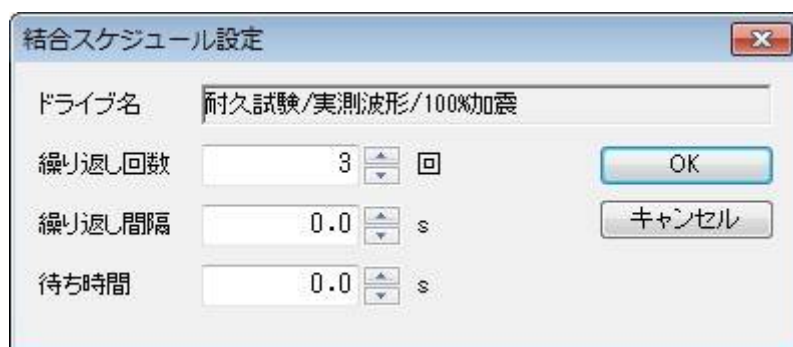 結合スケジュール設定
ドライブ名 耐久試験/実測波形/100%加震
繰り返し回数 3 回 OK
繰り返し間隔 0.0 s キャンセル
待ち時間 0.0 s